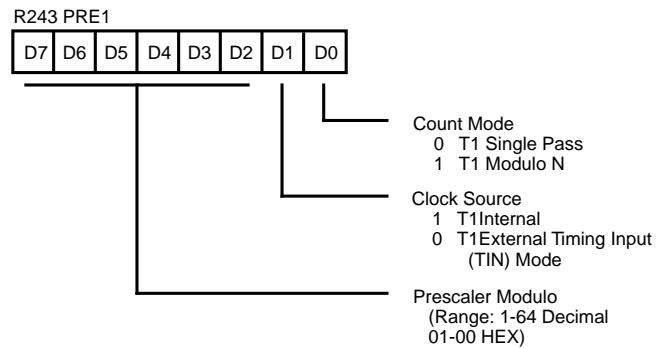 R243 PRE1
D7 D6 D5 D4 D3 D2 D1 D0
Count Mode
0 T1 Single Pass
1 T1 Modulo N
Clock Source
1 T1Internal
0 T1External Timing Input
(TIN) Mode
Prescaler Modulo
(Range: 1-64 Decimal
01-00 HEX)